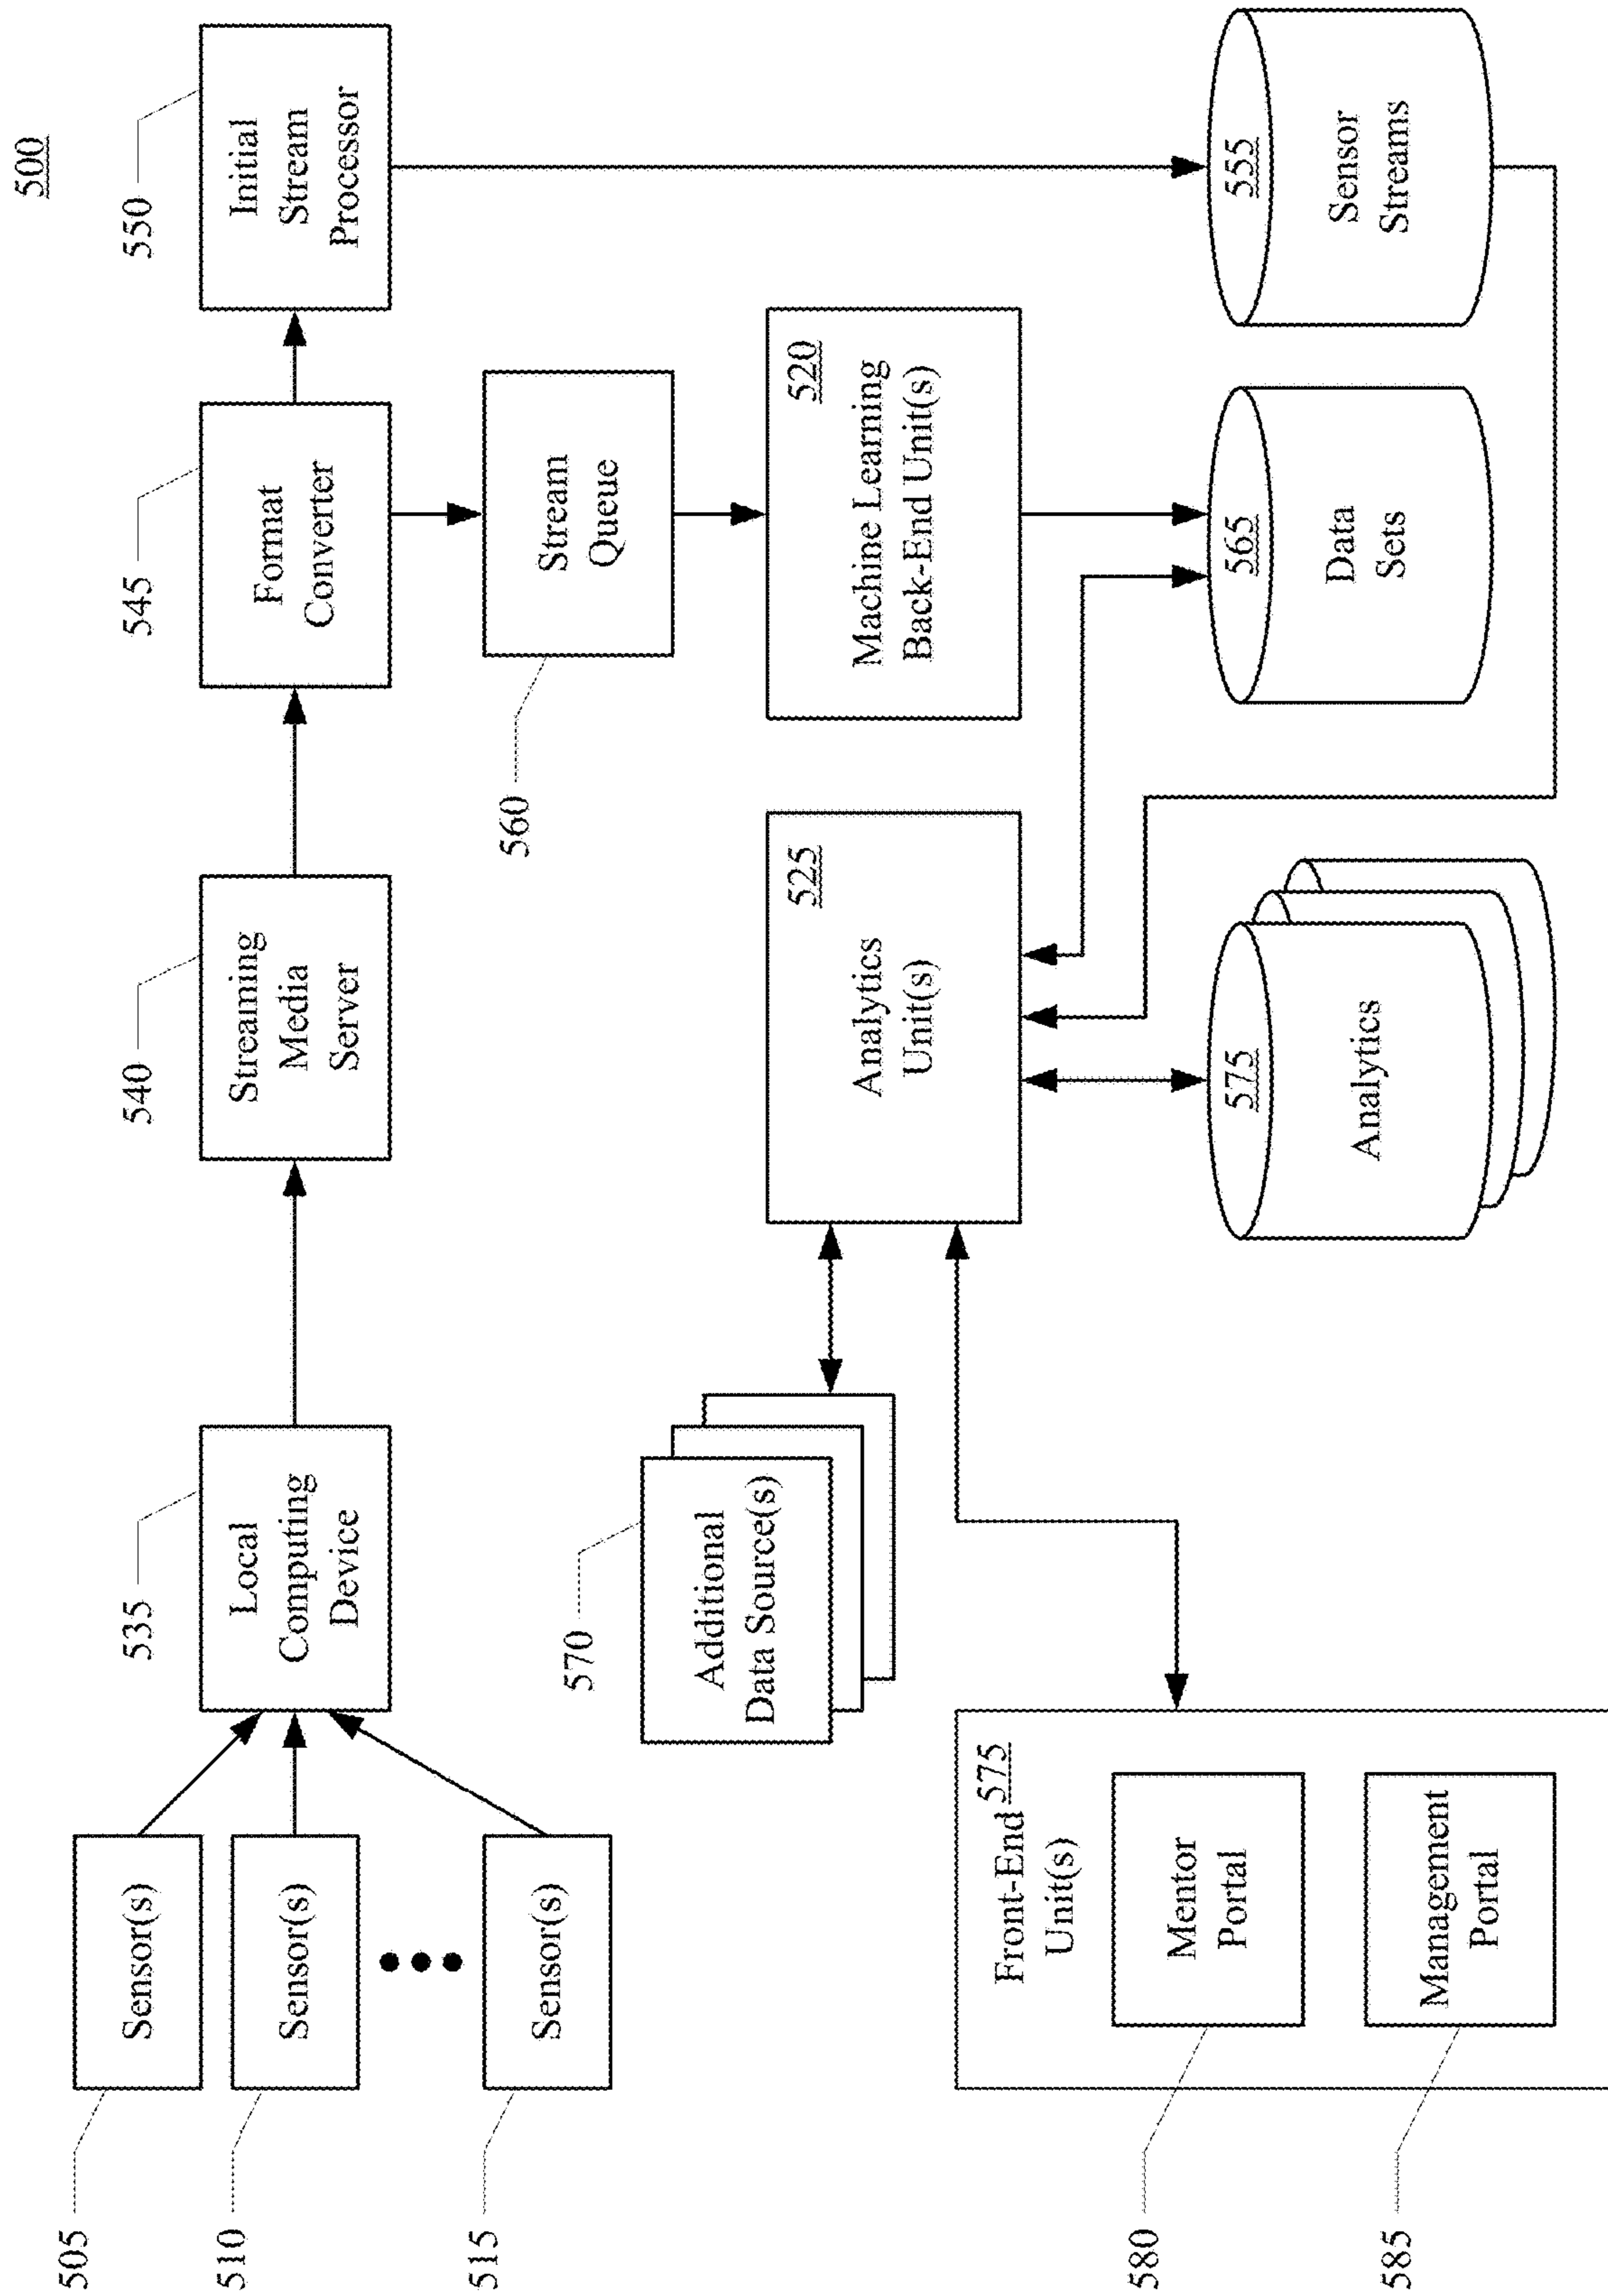 500
505
Sensor(s)
510
Sensor(s)
515
Sensor(s)
535
Local
Computing
Device
540
Streaming
Media
Server
545
Format
Converter
550
Initial
Stream
Processor
560
Stream
Queue
570
Additional
Data Source(s)
525
Analytics
Unit(s)
520
Machine Learning
Back-End Unit(s)
Front-End 575
Unit(s)
580
Mentor
Portal
585
Management
Portal
575
Analytics
565
Data
Sets
555
Sensor
Streams